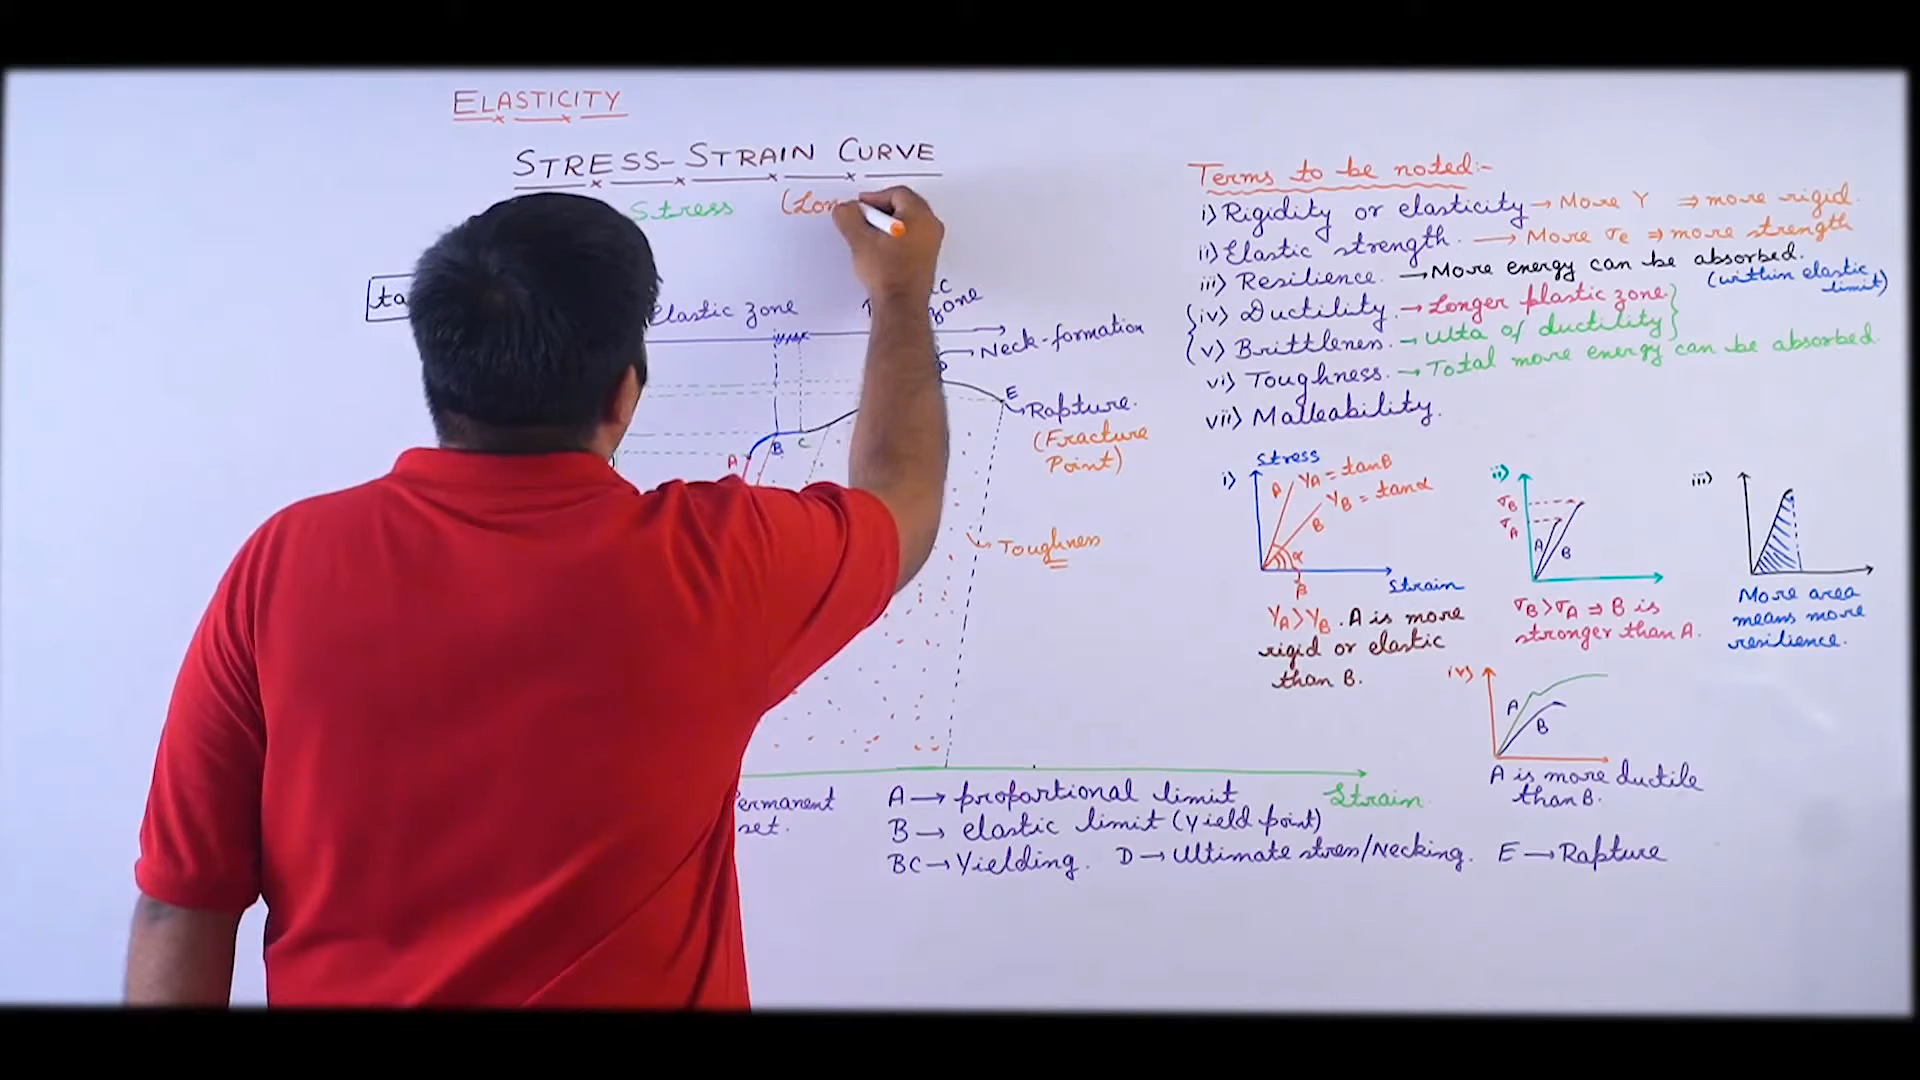 ELASTICITY
STRESS-STRAIN CURVE
Stress
(Lon
Elastic zone
zone
Neck-formation
A
B
C
E
Rapture.
(Fracture
Point)
Toughness
Permanent
set.
Strain
A → proportional limit
B → elastic limit (Yield point)
BC → Yielding. D → Ultimate stress/Necking. E → Rapture
Terms to be noted:-
i) Rigidity or elasticity → More Y ⇒ more rigid.
ii) Elastic strength. → More σe ⇒ more strength
iii) Resilience. → More energy can be absorbed.
(within elastic
limit)
iv) Ductility. → Longer plastic zone.
(v) Brittleness. → Ulta of ductility
vi) Toughness. → Total more energy can be absorbed.
vii) Malleability.
i) Stress
A YA = tanβ
YB = tanα
B
α
β
Strain
YA > YB. A is more
rigid or elastic
than B.
ii)
σB
σA
A B
σB > σA ⇒ B is
stronger than A.
iii)
More area
means more
resilience.
iv)
A
B
A is more ductile
than B.